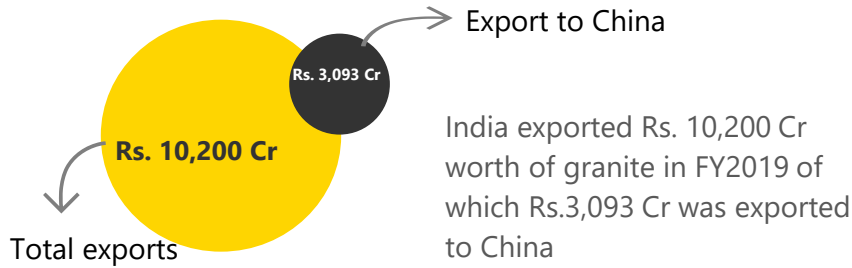 Export to China
Rs. 3,093 Cr
Rs. 10,200 Cr
Total exports
India exported Rs. 10,200 Cr
worth of granite in FY2019 of
which Rs.3,093 Cr was exported
to China